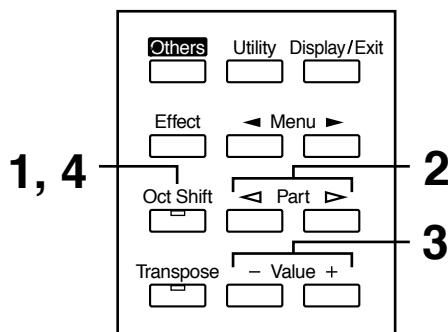 Others Utility Display/Exit
Effect ◄ Menu ►
1, 4
2
Oct Shift ◁ Part ▷
3
Transpose − Value +